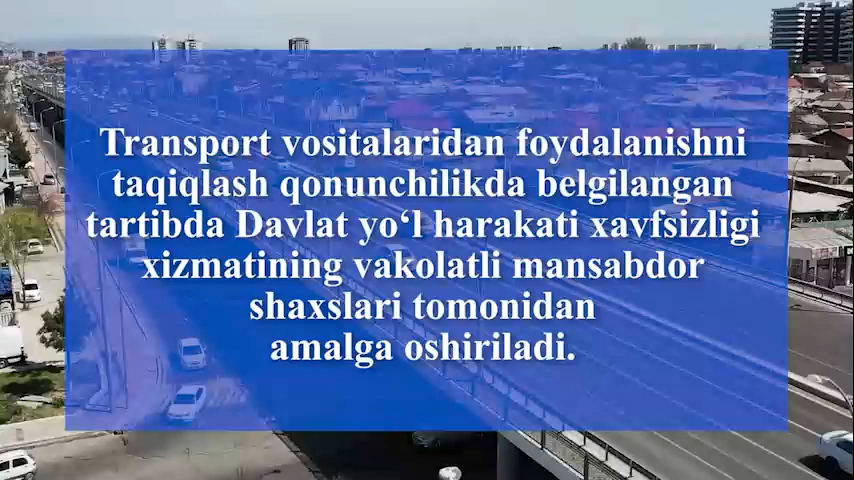 Transport vositalaridan foydalanishni
taqiqlash qonunchilikda belgilangan
tartibda Davlat yo‘l harakati xavfsizligi
xizmatining vakolatli mansabdor
shaxslari tomonidan
amalga oshiriladi.